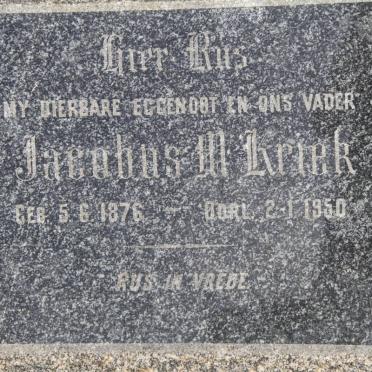 Hier Rus
MY DIERBARE EGGENOOT EN ONS VADER
Jacobus M Kriek
GEB. 5.6.1876 — OORL. 2.1.1950
RUS IN VREDE